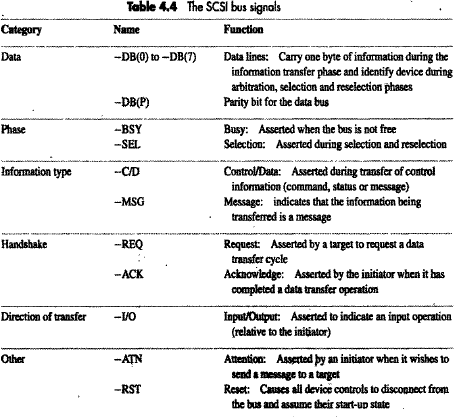 Table 4.4 The SCSI bus signals
Category Name Function
Data –DB(0) to –DB(7) Data lines: Carry one byte of information during the
information transfer phase and identify device during
arbitration, selection and reselection phases
–DB(P) Parity bit for the data bus
Phase –BSY Busy: Asserted when the bus is not free
–SEL Selection: Asserted during selection and reselection
Information type –C/D Control/Data: Asserted during transfer of control
information (command, status or message)
–MSG Message: indicates that the information being
transferred is a message
Handshake –REQ Request: Asserted by a target to request a data
transfer cycle
–ACK Acknowledge: Asserted by the initiator when it has
completed a data transfer operation
Direction of transfer –I/O Input/Output: Asserted to indicate an input operation
(relative to the initiator)
Other –ATN Attention: Asserted by an initiator when it wishes to
send a message to a target
–RST Reset: Causes all device controls to disconnect from
the bus and assume their start-up state